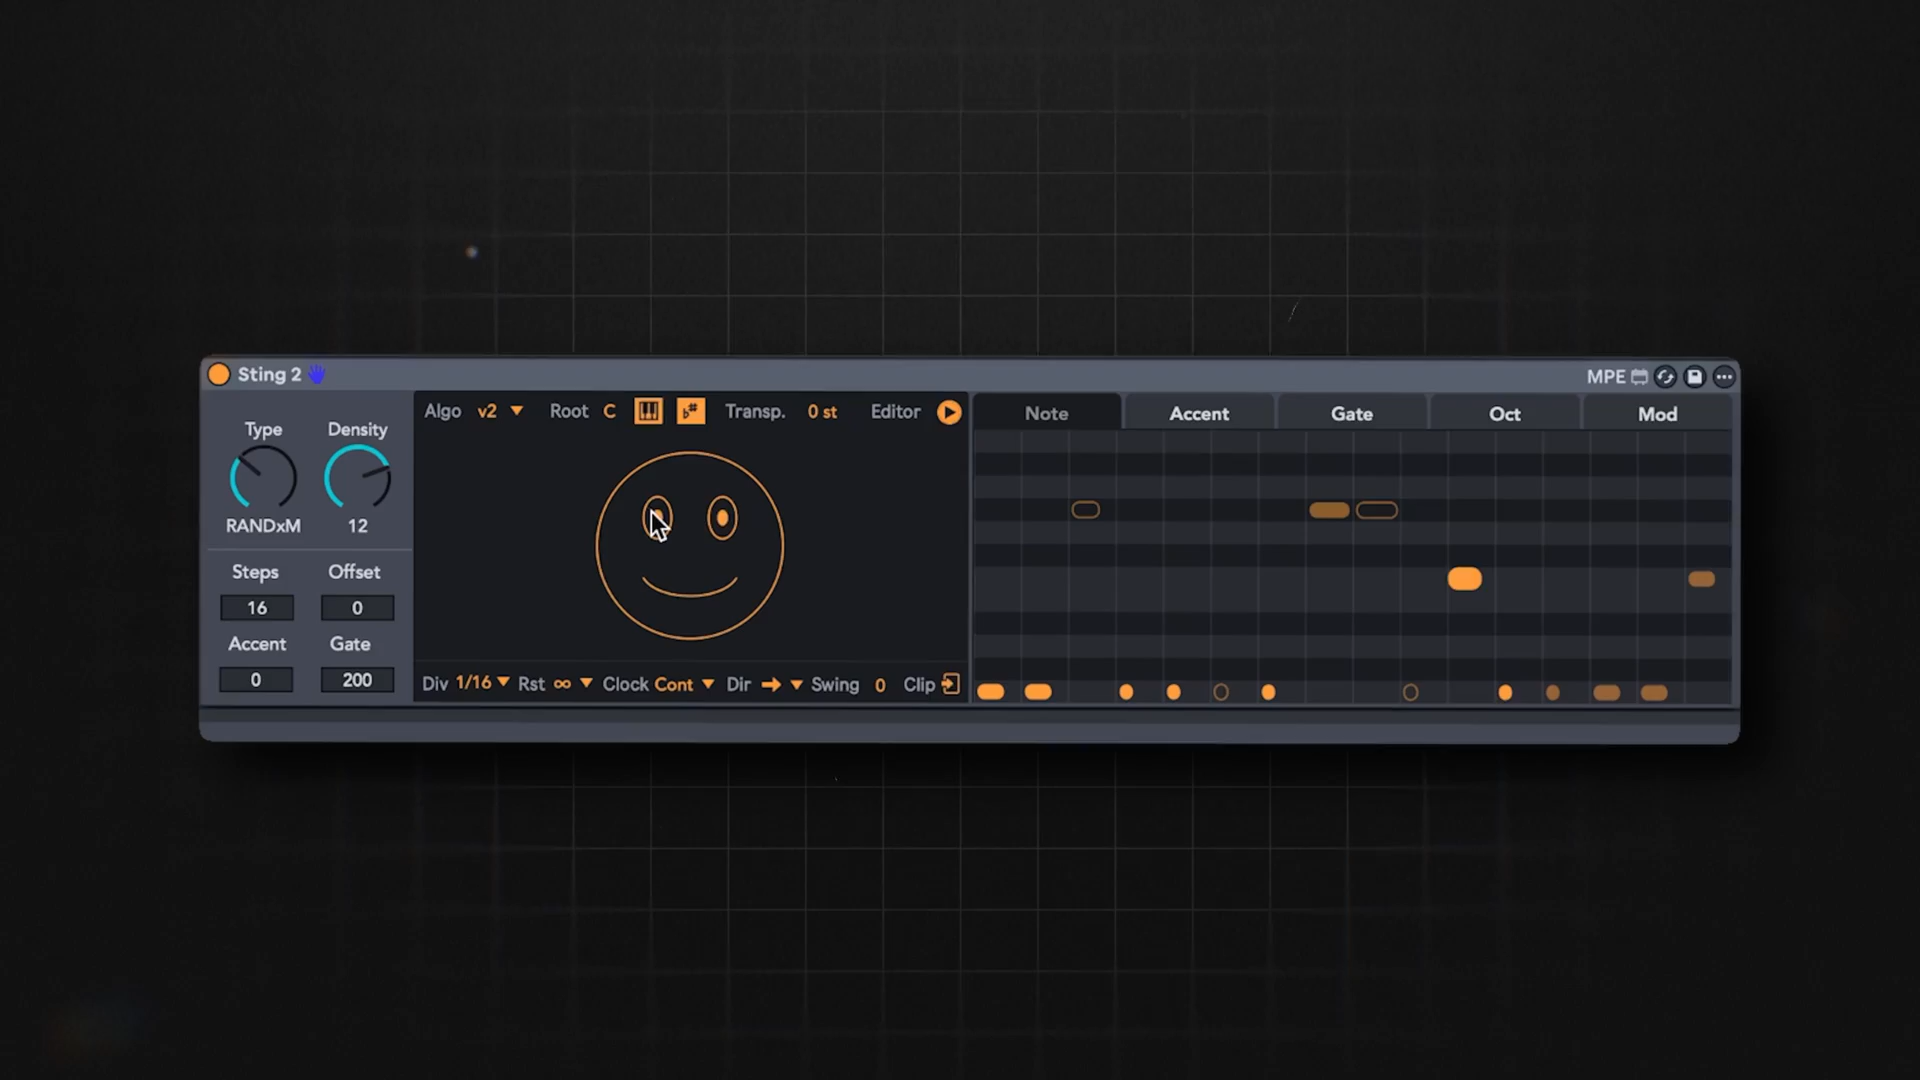 Sting 2
MPE
Type Density
RANDxM 12
Steps Offset
16 0
Accent Gate
0 200
Algo v2 Root C Transp. 0 st Editor
Div 1/16 Rst ∞ Clock Cont Dir Swing 0 Clip
Note Accent Gate Oct Mod